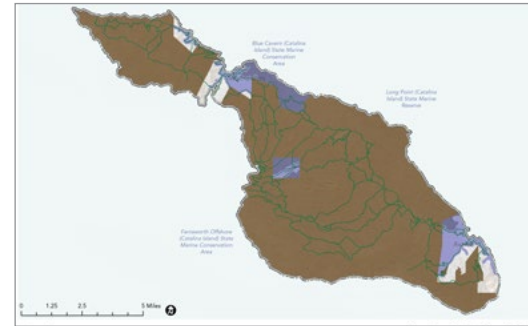 Blue Cavern (Catalina
Island) State Marine
Conservation
Area
Long Point (Catalina
Island) State Marine
Reserve
Farnsworth Offshore
(Catalina Island) State
Marine Conservation
Area
0 1.25 2.5 5 Miles